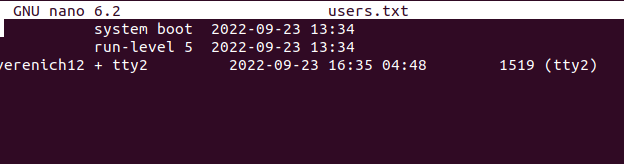 GNU nano 6.2 users.txt
system boot 2022-09-23 13:34
run-level 5 2022-09-23 13:34
verenich12 + tty2 2022-09-23 16:35 04:48 1519 (tty2)